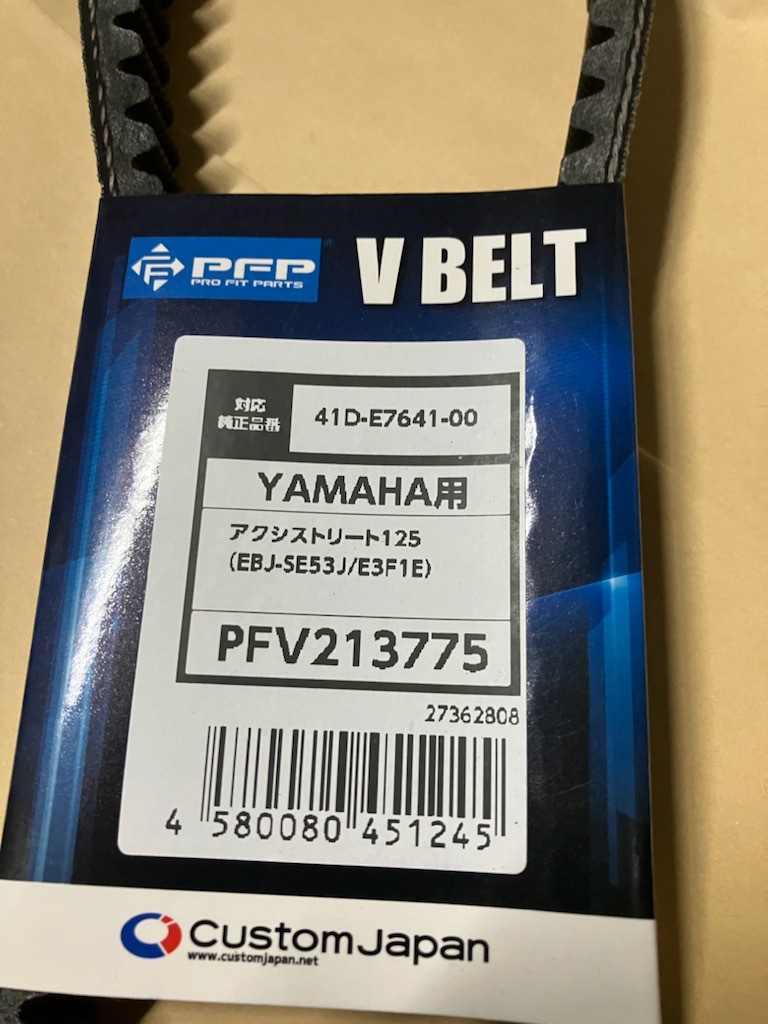 PFP
PRO FIT PARTS
V BELT
対応
純正品番
41D-E7641-00
YAMAHA用
アクシストリート125
(EBJ-SE53J/E3F1E)
PFV213775
27362808
4 580080 451245
CustomJapan
www.customjapan.net